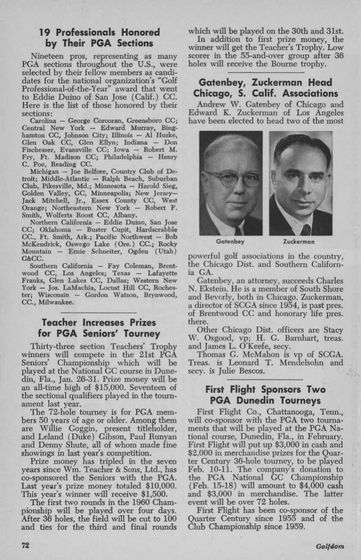 19 Professionals Honored
by Their PGA Sections
Nineteen pros, representing as many
PGA sections throughout the U.S., were
selected by their fellow members as candi-
dates for the national organization's "Golf
Professional-of-the-Year" award that went
to Eddie Duino of San Jose (Calif.) CC.
Here is the list of those honored by their
sections:
Carolina — George Corcoran, Greensboro CC;
Central New York — Edward Murray, Bing-
hamton CC, Johnson City; Illinois — Al Huske,
Glen Oak CC, Glen Ellyn; Indiana — Don
Fischesser, Evansville CC; Iowa — Robert M.
Fry, Ft. Madison CC; Philadelphia — Henry
C. Poe, Reading CC.
Michigan — Joe Belfore, Country Club of De-
troit; Middle-Atlantic — Ralph Beach, Suburban
Club, Pikesville, Md.; Minnesota — Harold Sieg,
Golden Valley, GC, Minneapolis; New Jersey—
Jack Mitchell, Jr., Essex County CC, West
Orange; Northeastern New York — Robert F.
Smith, Wolferts Roost CC, Albany.
Northern California — Eddie Duino, San Jose
CC; Oklahoma — Buster Cupit, Hardscrabble
CC., Ft. Smith, Ark.; Pacific Northwest — Bob
McKendrick, Oswego Lake (Ore.) CC.; Rocky
Mountain — Ernie Schneiter, Ogden (Utah)
G&CC.
Southern California — Fay Coleman, Brent-
wood CC, Los Angeles; Texas — Lafayette
Franks, Glen Lakes CC, Dallas; Western New
York — Jos. LaMachia, Locust Hill CC, Roches-
ter; Wisconsin — Gordon Watson, Brynwood,
CC., Milwaukee.
Teacher Increases Prizes
for PGA Seniors' Tourney
Thirty-three section Teachers' Trophy
winners will compete in the 21st PGA
Seniors' Championship which will be
played at the National GC course in Dune-
din, Fla., Jan. 26-31. Prize money will be
an all-time high of $15,000. Seventeen of
the sectional qualifiers played in the tourn-
ament last year.
The 72-hole tourney is for PGA mem-
bers 50 years of age or older. Among them
are Willie Goggin, present titleholder,
and Leland (Duke) Gibson, Paul Runyan
and Denny Shute, all of whom made fine
showings in last year's competition.
Prize money has tripled in the seven
years since Wm. Teacher & Sons, Ltd., has
co-sponsored the Seniors with the PGA.
Last year's prize money totaled $10,000.
This year's winner will receive $1,500.
The first two rounds in the 1960 Cham-
pionship will be played over four days.
After 36 holes, the field will be cut to 100
and ties for the third and final rounds
72
which will be played on the 30th and 31st.
In addition to first prize money, the
winner will get the Teacher's Trophy. Low
scorer in the 55-and-over group after 36
holes will receive the Bourne trophy.
Gatenbey, Zuckerman Head
Chicago, S. Calif. Associations
Andrew W. Gatenbey of Chicago and
Edward K. Zuckerman of Los Angeles
have been elected to head two of the most
Gatenbey
Zuckerman
powerful golf associations in the country,
the Chicago Dist. and Southern Californ-
ia GA.
Gatenbey, an attorney, succeeds Charles
N. Ekstein. He is a member of South Shore
and Beverly, both in Chicago. Zuckerman,
a director of SCGA since 1954, is past pres.
of Brentwood CC and honorary life pres.
there.
Other Chicago Dist. officers are Stacy
W. Osgood, vp; H. G. Barnhart, treas.
and James L. O'Keefe, secy.
Thomas G. McMahon is vp of SCGA.
Treas. is Leonard T. Mendelsohn and
secy. is Julie Bescos.
First Flight Sponsors Two
PGA Dunedin Tourneys
First Flight Co., Chattanooga, Tenn.,
will co-sponsor with the PGA two tourna-
ments that will be played at the PGA Na-
tional course, Dunedin, Fla., in February.
First Flight will put up $3,000 in cash and
$2,000 in merchandise prizes for the Quar-
ter Century 36-hole tourney, to be played
Feb. 10-11. The company's donation to
the PGA National GC Championship
(Feb. 15-18) will amount to $4,000 cash
and $3,000 in merchandise. The latter
event will be over 72 holes.
First Flight has been co-sponsor of the
Quarter Century since 1955 and of the
Club Championship since 1959.
Golfdom